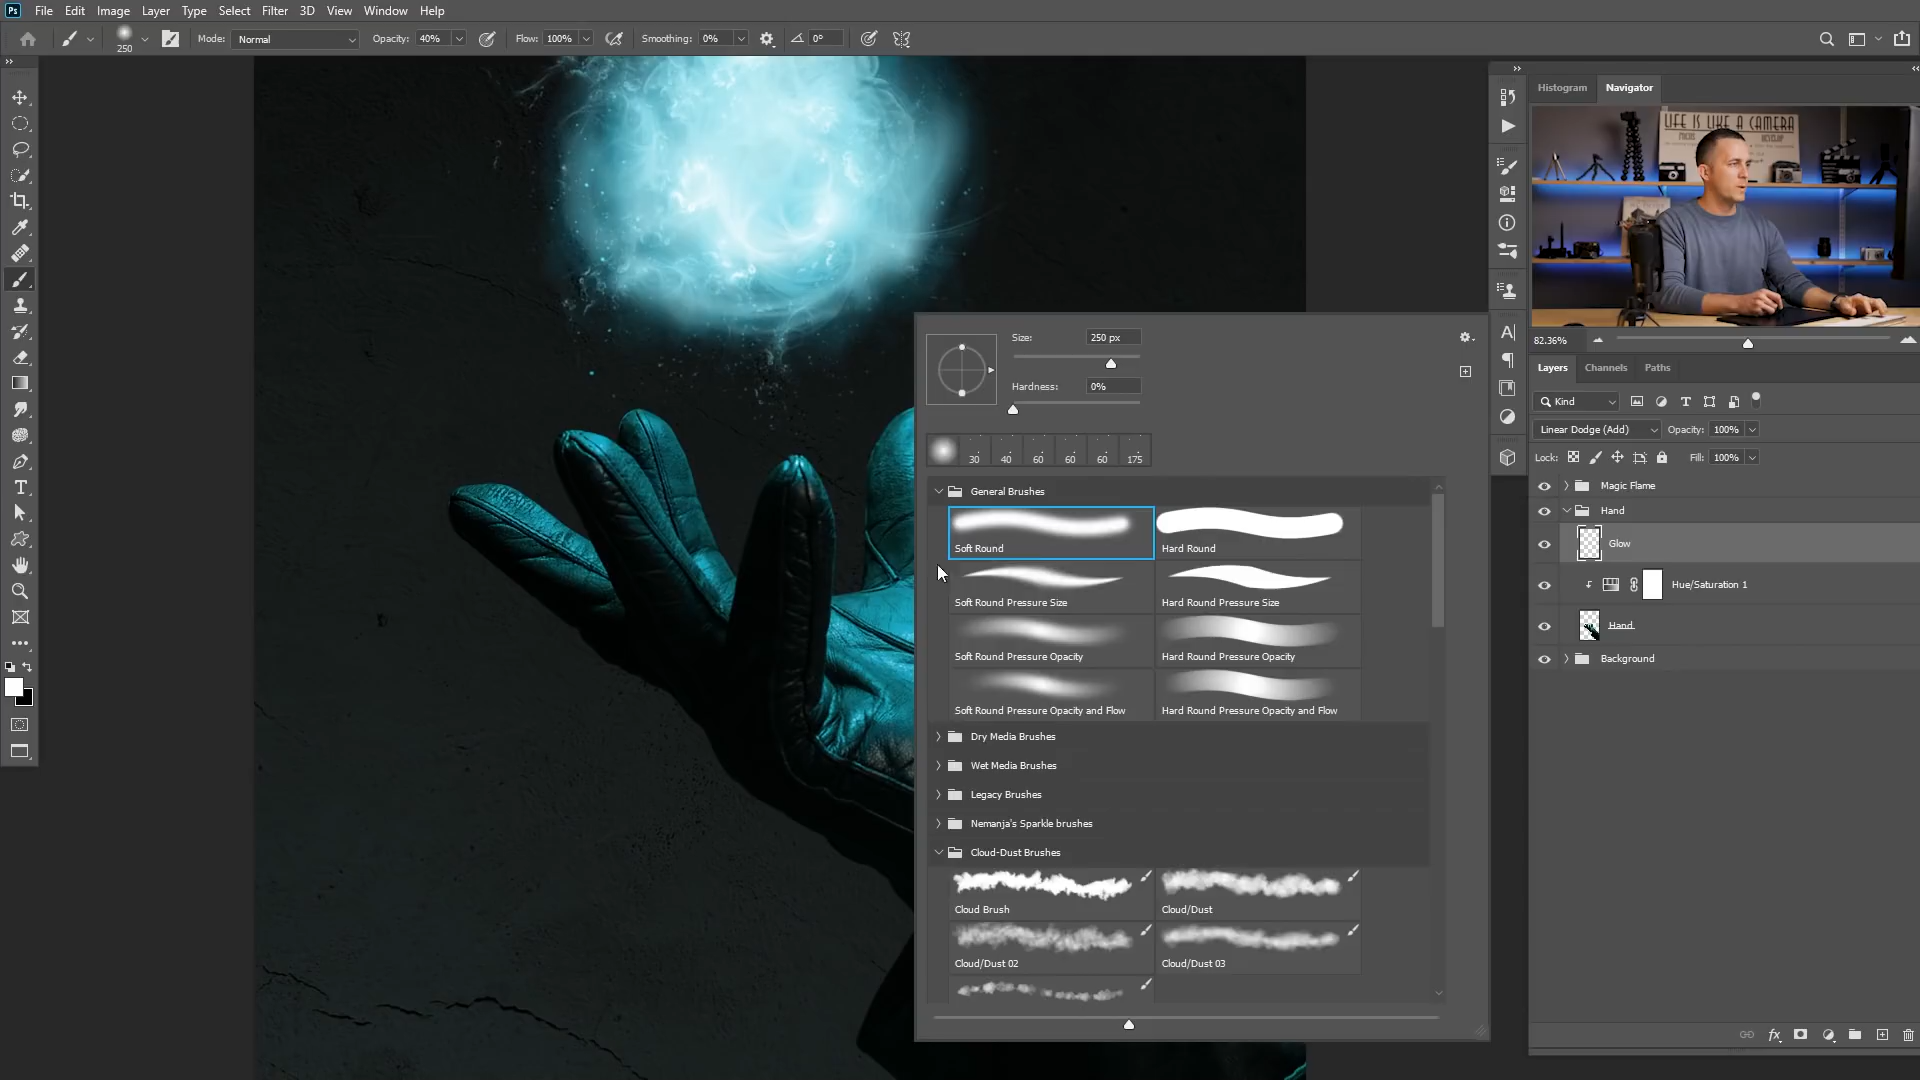 Ps File Edit Image Layer Type Select Filter 3D View Window Help
250 Mode: Normal Opacity: 40% Flow: 100% Smoothing: 0% 0°
Histogram Navigator
LIFE IS LIKE A CAMERA
82.36%
Layers Channels Paths
Kind
Linear Dodge (Add) Opacity: 100%
Lock: Fill: 100%
Magic Flame
Hand
Glow
Hue/Saturation 1
Hand
Background
Size: 250 px
Hardness: 0%
30 40 60 60 60 175
General Brushes
Soft Round Hard Round
Soft Round Pressure Size Hard Round Pressure Size
Soft Round Pressure Opacity Hard Round Pressure Opacity
Soft Round Pressure Opacity and Flow Hard Round Pressure Opacity and Flow
Dry Media Brushes
Wet Media Brushes
Legacy Brushes
Nemanja's Sparkle brushes
Cloud-Dust Brushes
Cloud Brush Cloud/Dust
Cloud/Dust 02 Cloud/Dust 03